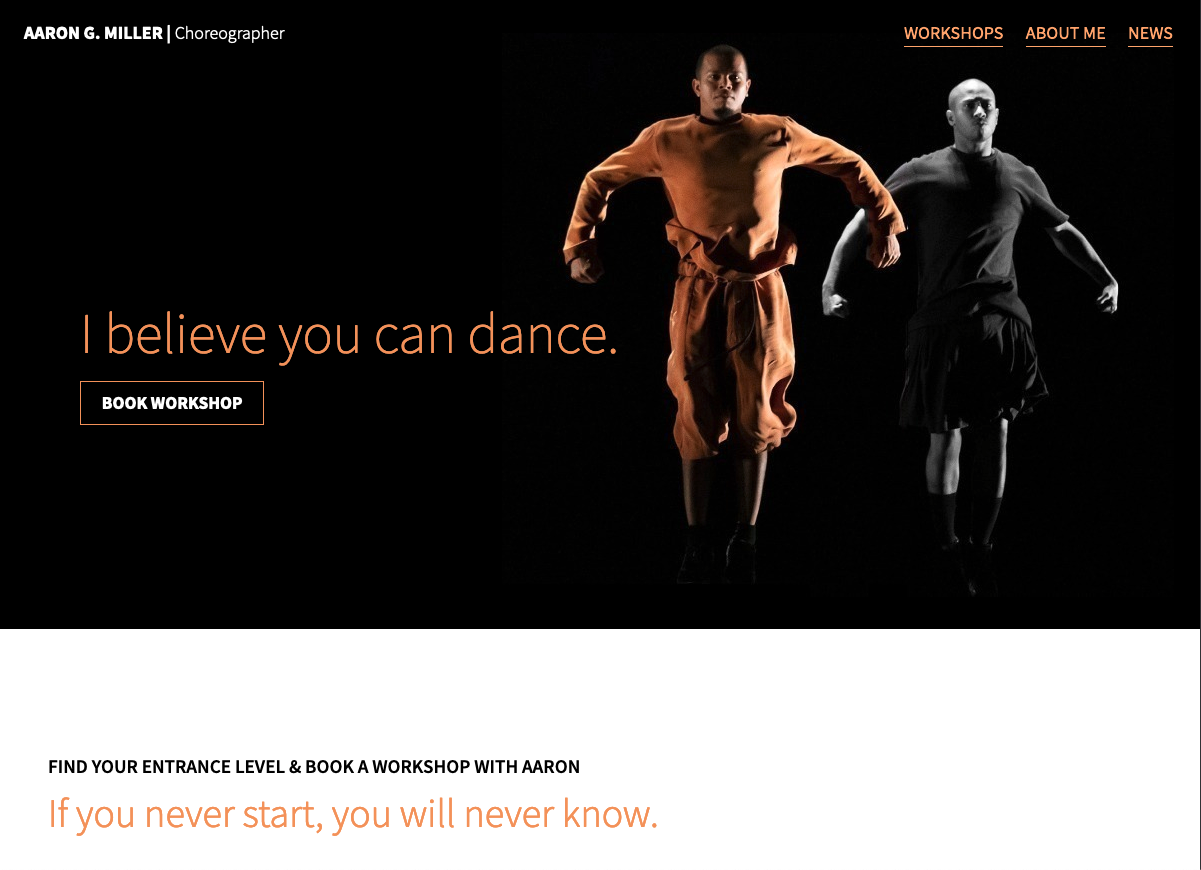 AARON G. MILLER | Choreographer
WORKSHOPS ABOUT ME NEWS
I believe you can dance.
BOOK WORKSHOP
FIND YOUR ENTRANCE LEVEL & BOOK A WORKSHOP WITH AARON
If you never start, you will never know.